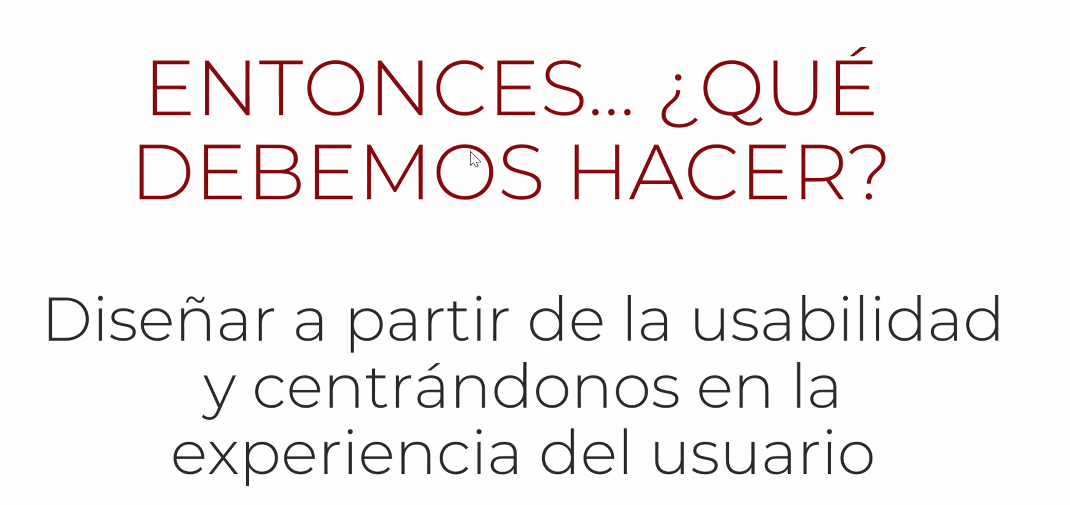 ENTONCES... ¿QUÉ
DEBEMOS HACER?
Diseñar a partir de la usabilidad
y centrándonos en la
experiencia del usuario